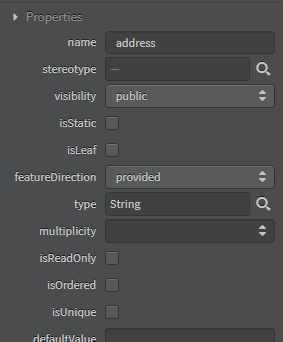 Properties
name address
stereotype —
visibility public
isStatic
isLeaf
featureDirection provided
type String
multiplicity
isReadOnly
isOrdered
isUnique
defaultValue